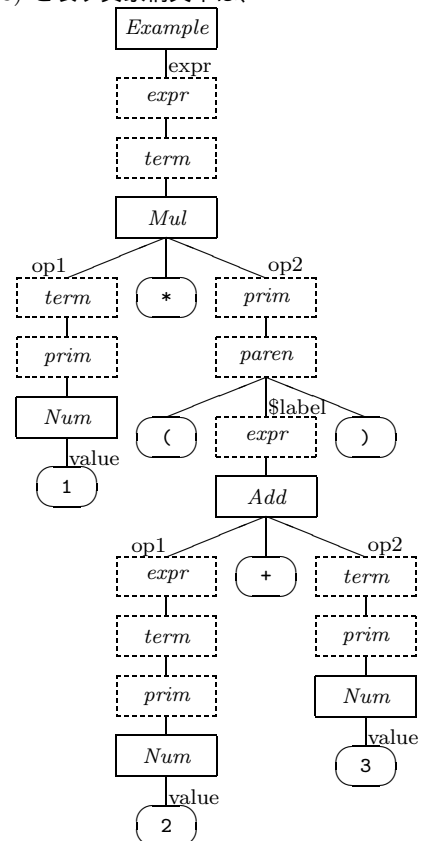 Example
expr
expr
term
Mul
op1
op2
term
*
prim
prim
paren
Num
$label
(
expr
)
value
1
Add
op1
op2
expr
+
term
term
prim
prim
Num
Num
value
3
value
2